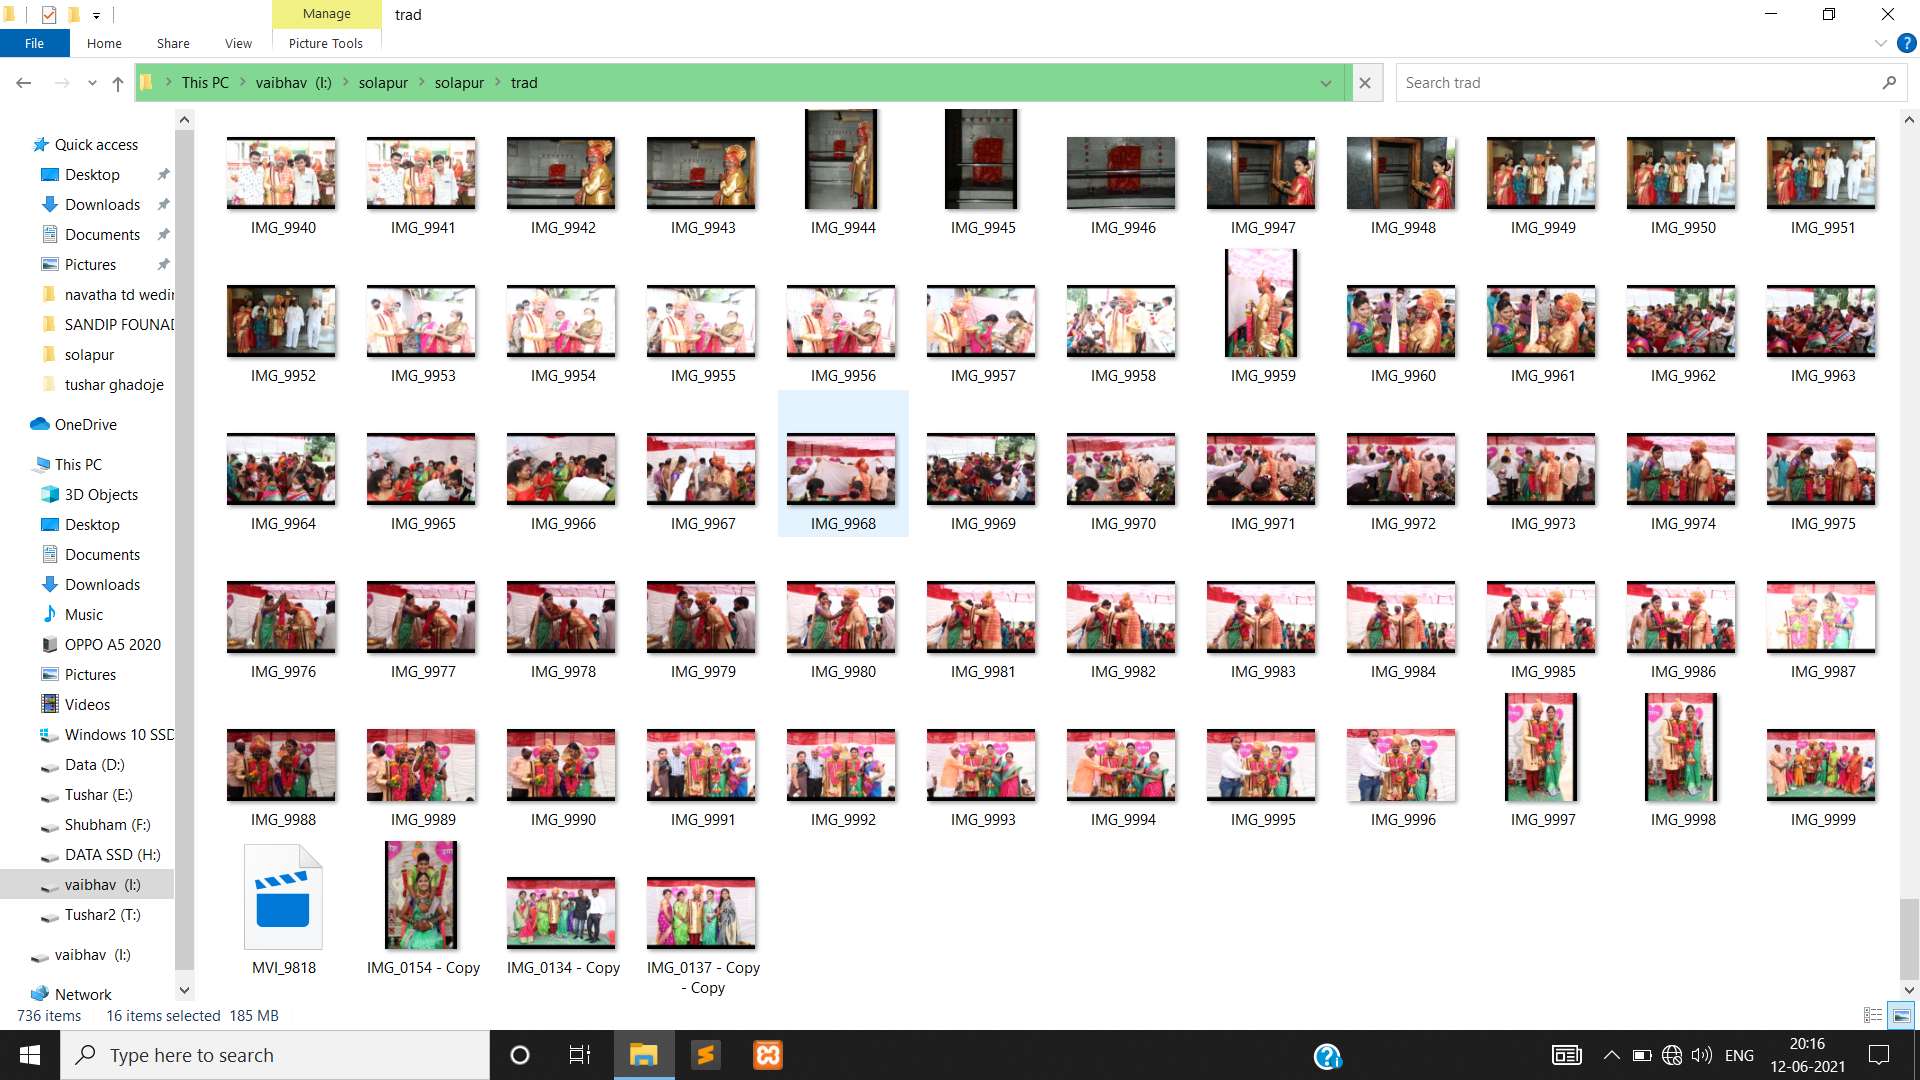 Manage
trad
File
Home
Share
View
Picture Tools
This PC
vaibhav (I:)
solapur
solapur
trad
Search trad
Quick access
Desktop
Downloads
Documents
Pictures
navatha td wedin
SANDIP FOUNAD
solapur
tushar ghadoje
OneDrive
This PC
3D Objects
Desktop
Documents
Downloads
Music
OPPO A5 2020
Pictures
Videos
Windows 10 SSD
Data (D:)
Tushar (E:)
Shubham (F:)
DATA SSD (H:)
vaibhav (I:)
Tushar2 (T:)
vaibhav (I:)
Network
IMG_9940 IMG_9941 IMG_9942 IMG_9943 IMG_9944 IMG_9945 IMG_9946 IMG_9947 IMG_9948 IMG_9949 IMG_9950 IMG_9951
IMG_9952 IMG_9953 IMG_9954 IMG_9955 IMG_9956 IMG_9957 IMG_9958 IMG_9959 IMG_9960 IMG_9961 IMG_9962 IMG_9963
IMG_9964 IMG_9965 IMG_9966 IMG_9967 IMG_9968 IMG_9969 IMG_9970 IMG_9971 IMG_9972 IMG_9973 IMG_9974 IMG_9975
IMG_9976 IMG_9977 IMG_9978 IMG_9979 IMG_9980 IMG_9981 IMG_9982 IMG_9983 IMG_9984 IMG_9985 IMG_9986 IMG_9987
IMG_9988 IMG_9989 IMG_9990 IMG_9991 IMG_9992 IMG_9993 IMG_9994 IMG_9995 IMG_9996 IMG_9997 IMG_9998 IMG_9999
MVI_9818 IMG_0154 - Copy IMG_0134 - Copy IMG_0137 - Copy
- Copy
736 items 16 items selected 185 MB
Type here to search
ENG
20:16
12-06-2021